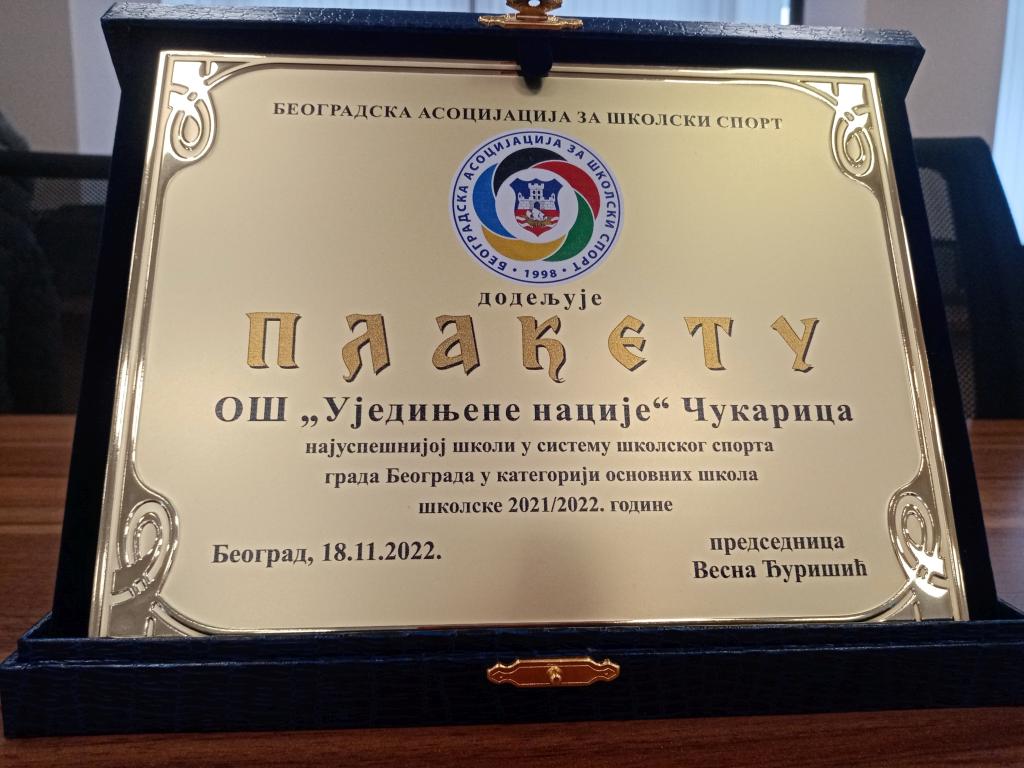 БЕОГРАДСКА АСОЦИЈАЦИЈА ЗА ШКОЛСКИ СПОРТ
БЕОГРАДСКА АСОЦИЈАЦИЈА ЗА ШКОЛСКИ СПОРТ
• 1998 •
додељује
ПЛАКЕТУ
ОШ „Уједињене нације“ Чукарица
најуспешнијој школи у систему школског спорта
града Београда у категорији основних школа
школске 2021/2022. године
Београд, 18.11.2022.
председница
Весна Ђуришић